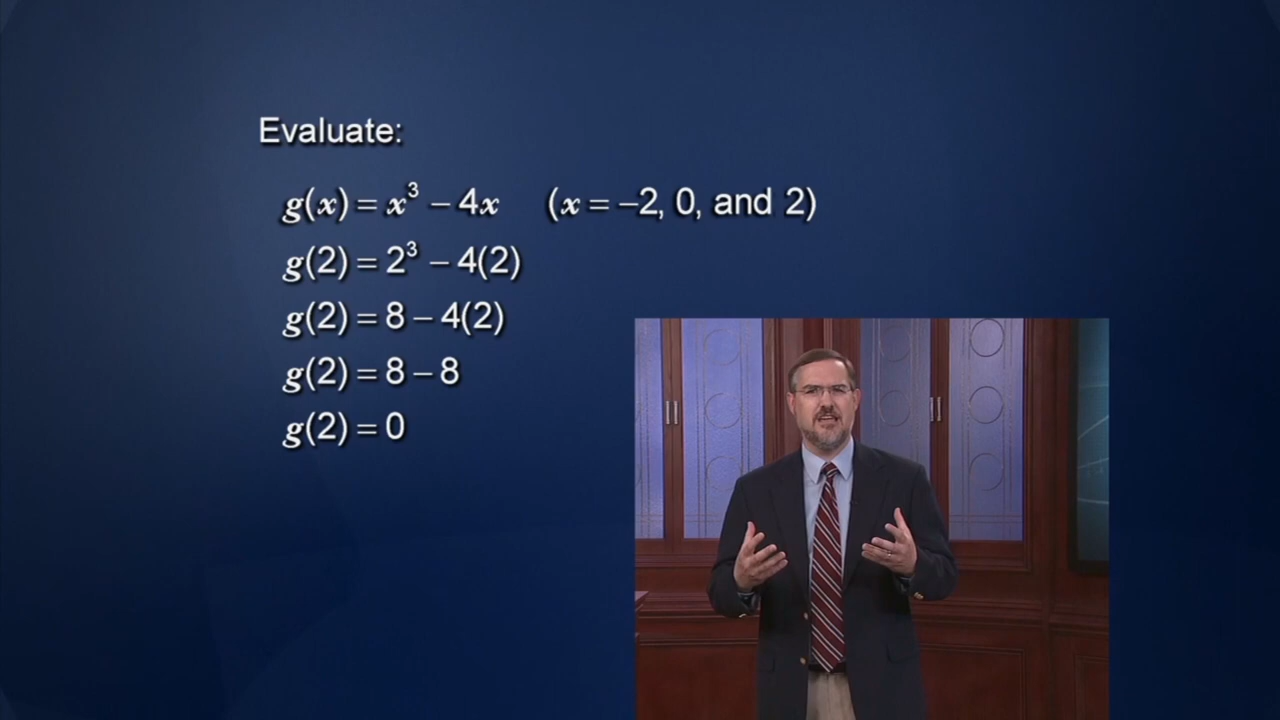 Evaluate:
g(x) = x³ – 4x (x = –2, 0, and 2)
g(2) = 2³ – 4(2)
g(2) = 8 – 4(2)
g(2) = 8 – 8
g(2) = 0